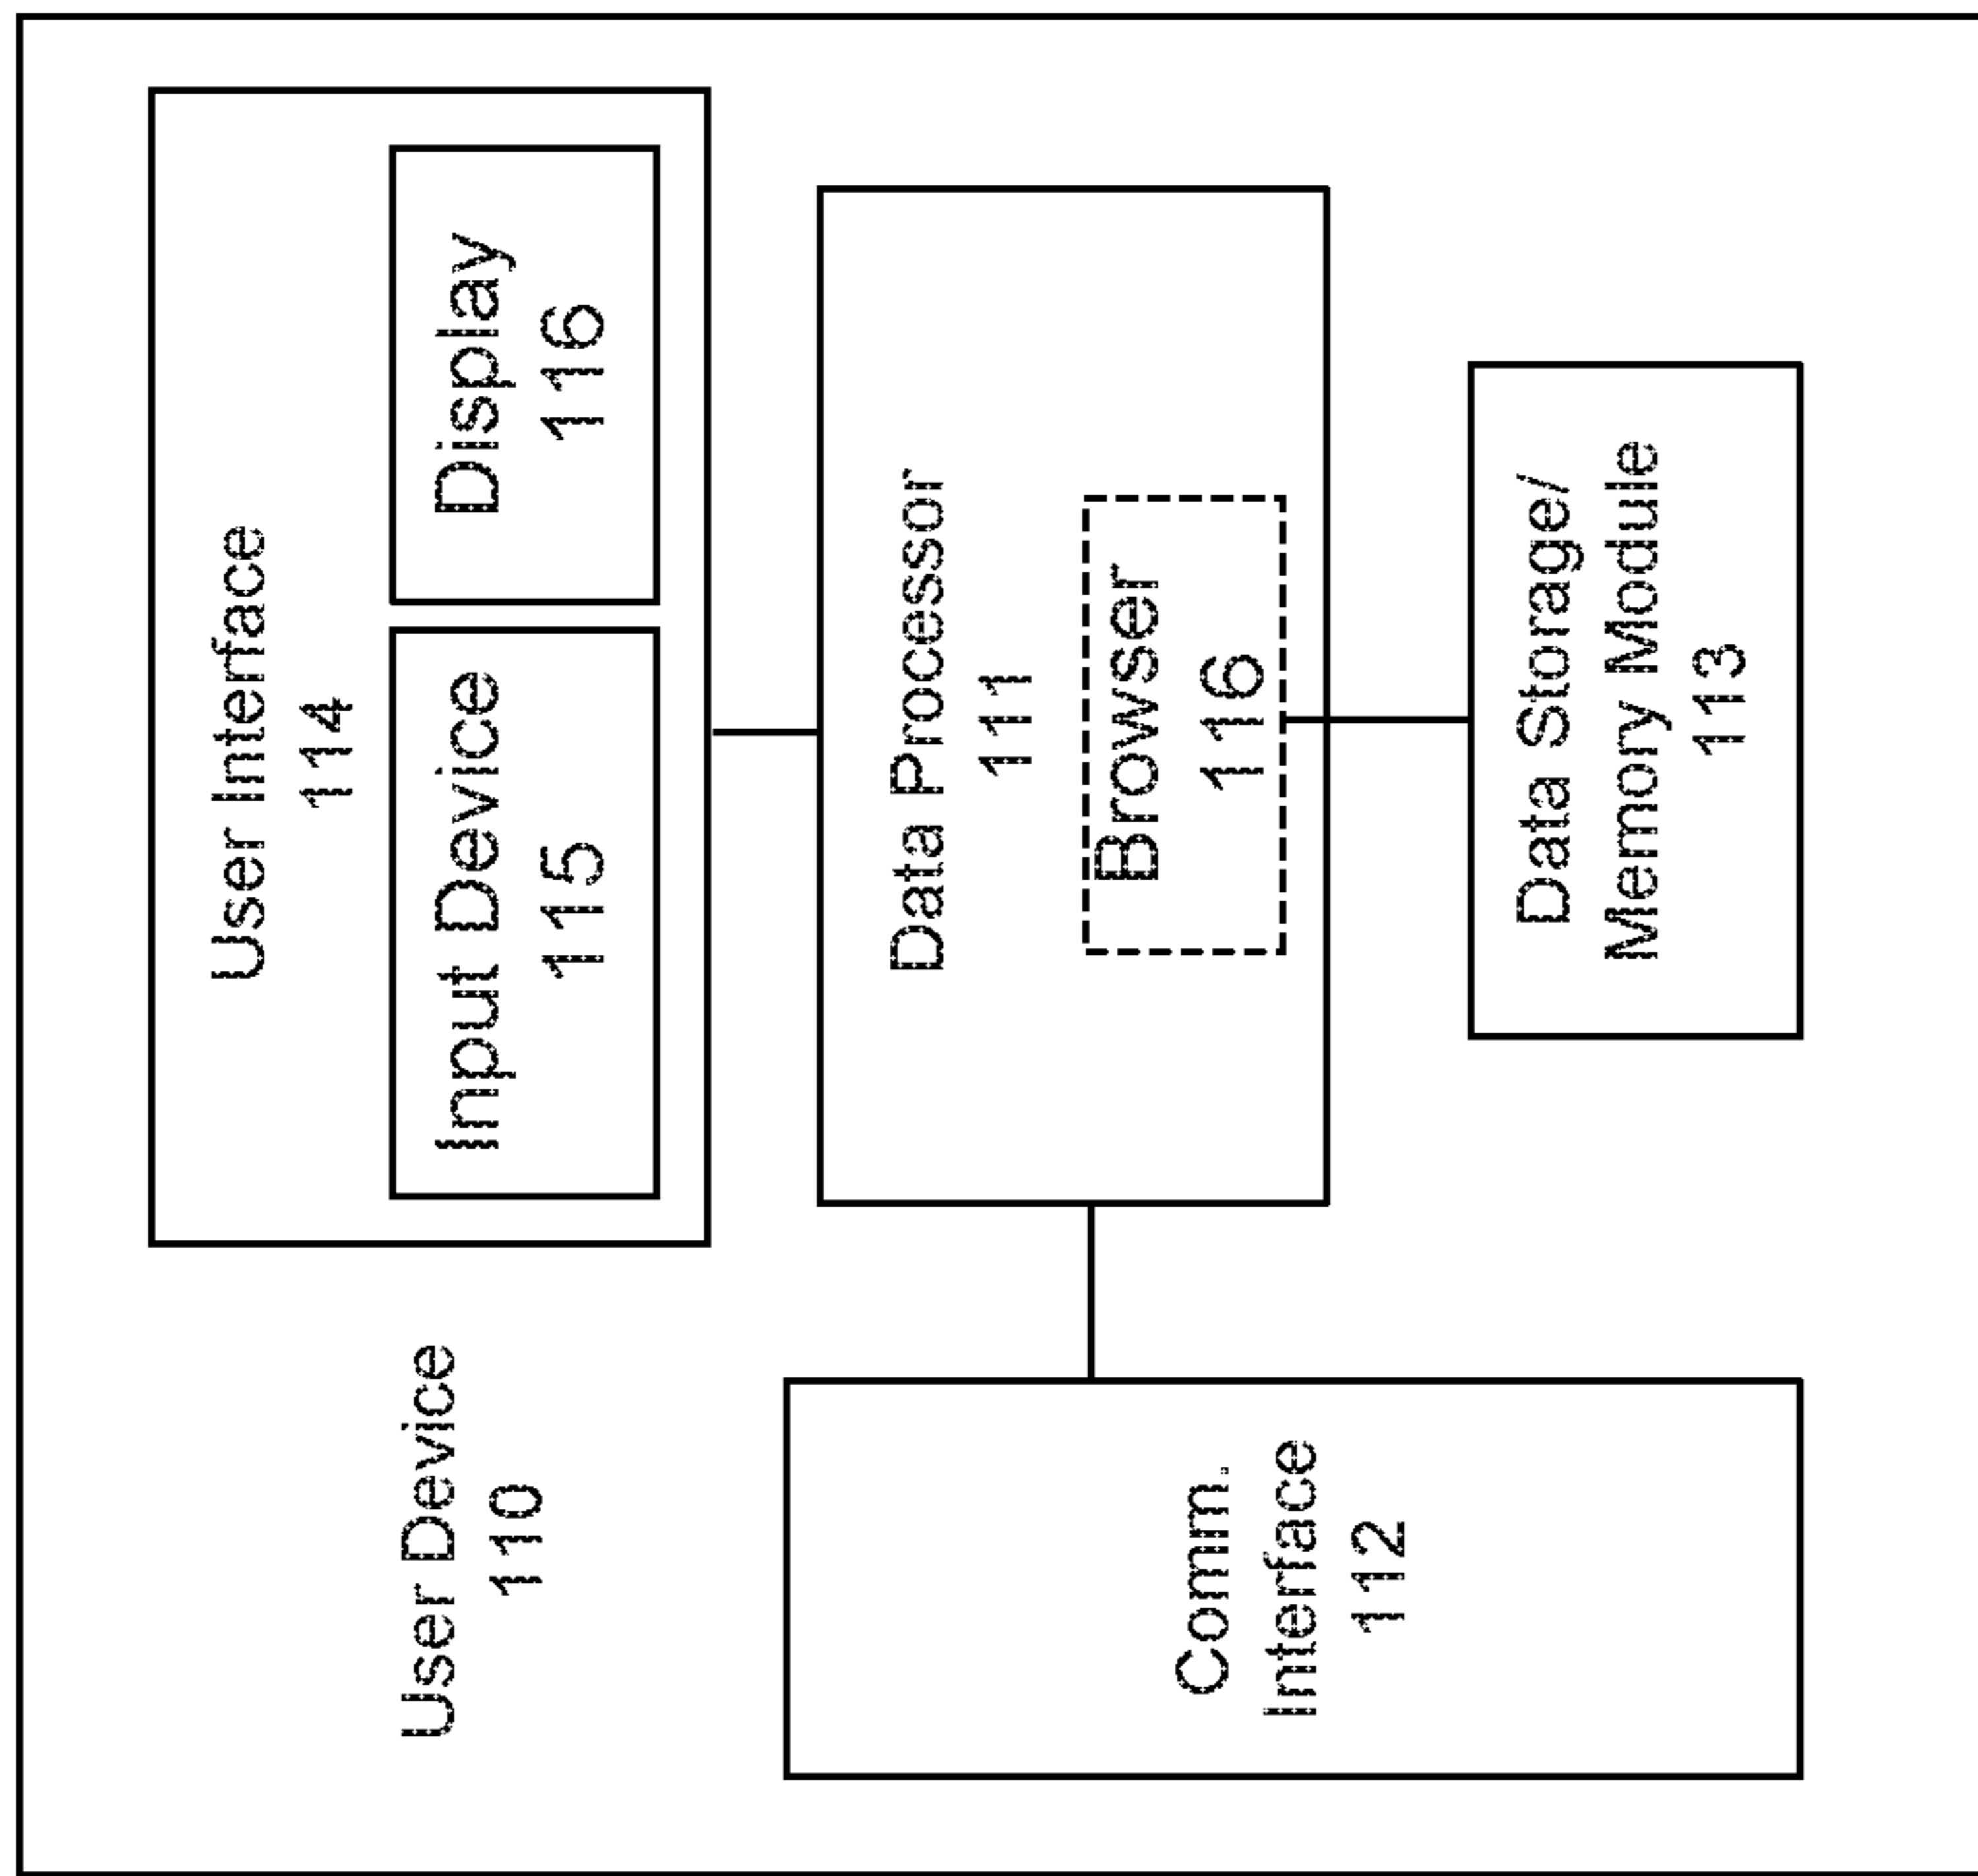 User Device
110
User Interface
114
Input Device
115
Display
116
Data Processor
111
Browser
116
Comm.
Interface
112
Data Storage/
Memory Module
113